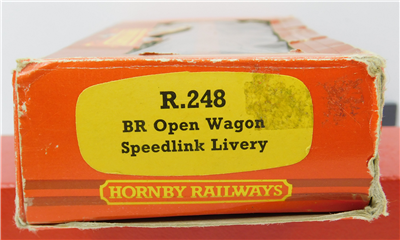 R.248
BR Open Wagon
Speedlink Livery
HORNBY RAILWAYS